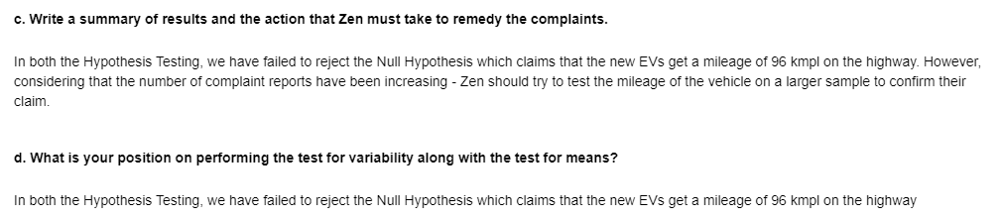 c. Write a summary of results and the action that Zen must take to remedy the complaints.
In both the Hypothesis Testing, we have failed to reject the Null Hypothesis which claims that the new EVs get a mileage of 96 kmpl on the highway. However,
considering that the number of complaint reports have been increasing - Zen should try to test the mileage of the vehicle on a larger sample to confirm their
claim.
d. What is your position on performing the test for variability along with the test for means?
In both the Hypothesis Testing, we have failed to reject the Null Hypothesis which claims that the new EVs get a mileage of 96 kmpl on the highway